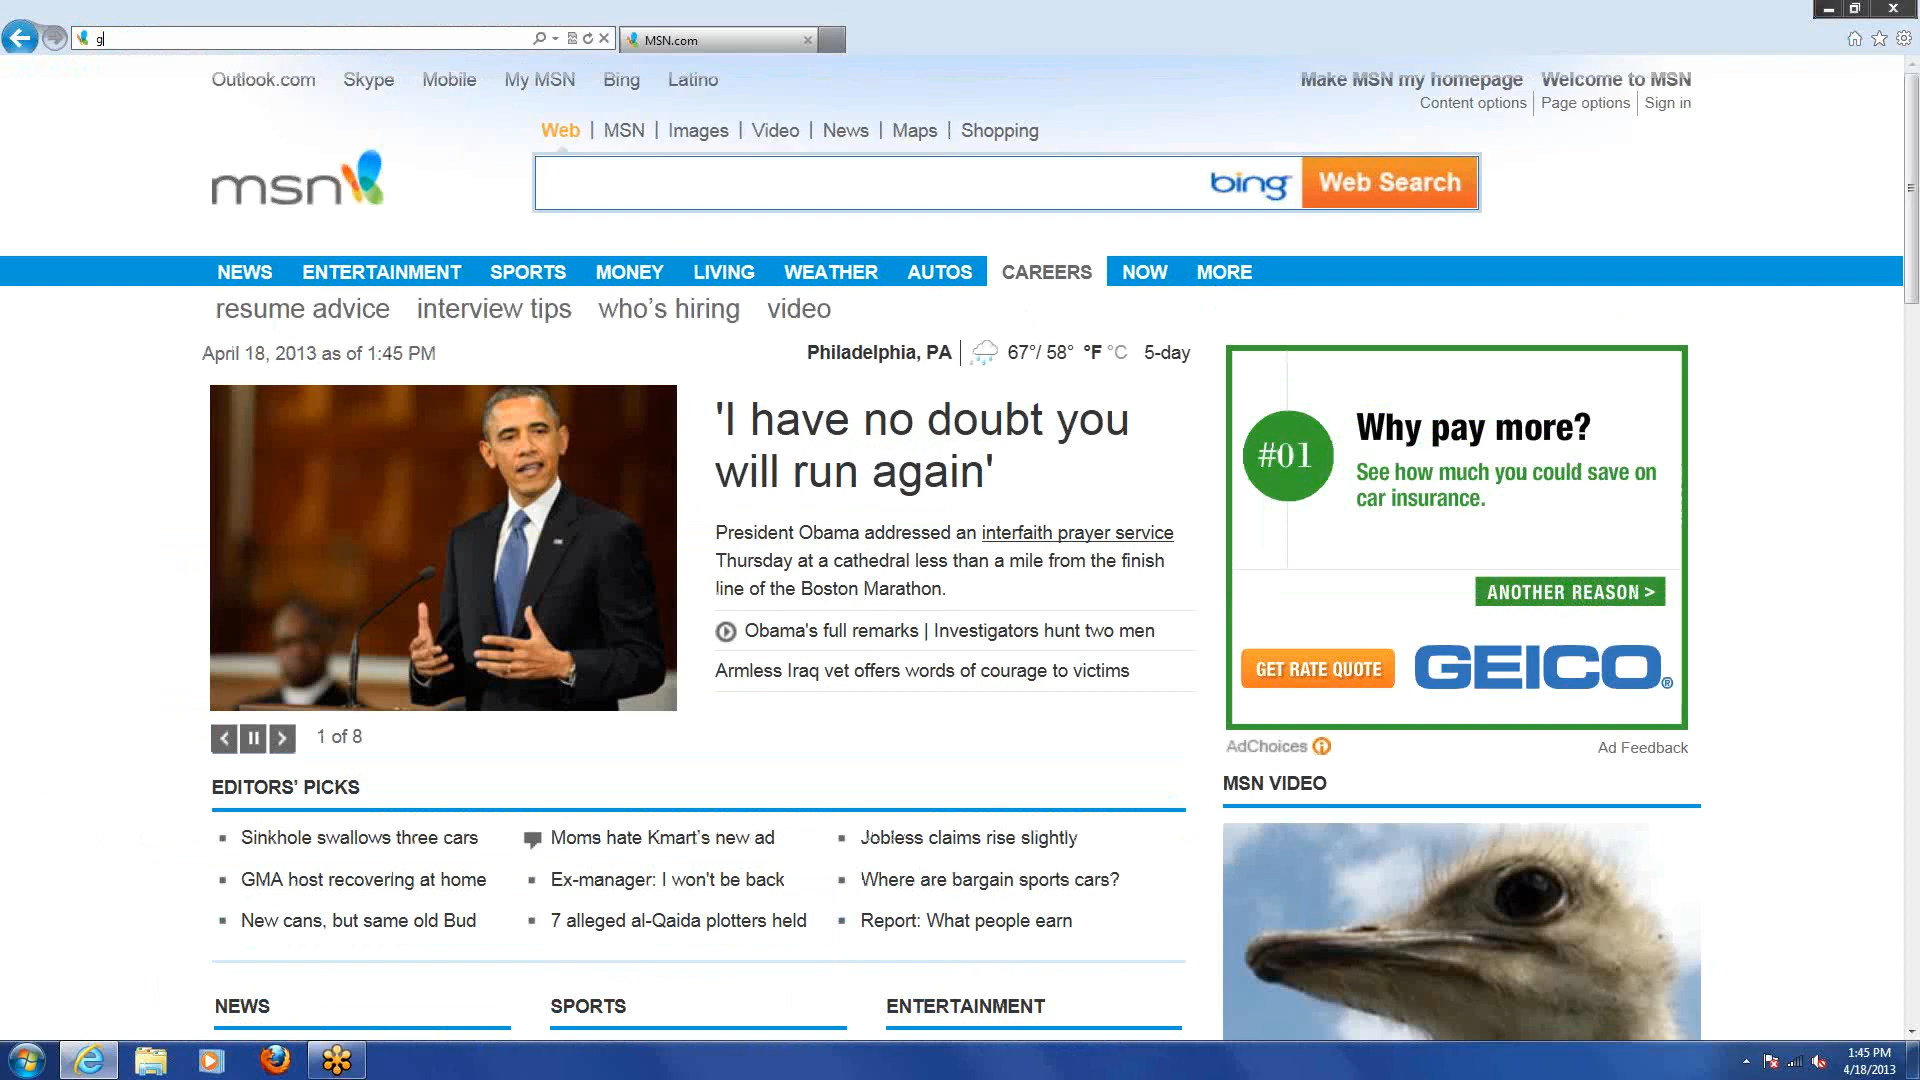 g
MSN.com
Outlook.com Skype Mobile My MSN Bing Latino
Make MSN my homepage Welcome to MSN
Content options Page options Sign in
Web | MSN | Images | Video | News | Maps | Shopping
msn
bing Web Search
NEWS ENTERTAINMENT SPORTS MONEY LIVING WEATHER AUTOS CAREERS NOW MORE
resume advice interview tips who's hiring video
April 18, 2013 as of 1:45 PM
Philadelphia, PA 67°/ 58° °F °C 5-day
'I have no doubt you
will run again'
President Obama addressed an interfaith prayer service
Thursday at a cathedral less than a mile from the finish
line of the Boston Marathon.
Obama's full remarks | Investigators hunt two men
Armless Iraq vet offers words of courage to victims
1 of 8
#01
Why pay more?
See how much you could save on
car insurance.
ANOTHER REASON >
GET RATE QUOTE GEICO®
AdChoices Ad Feedback
EDITORS' PICKS
Sinkhole swallows three cars
Moms hate Kmart's new ad
Jobless claims rise slightly
GMA host recovering at home
Ex-manager: I won't be back
Where are bargain sports cars?
New cans, but same old Bud
7 alleged al-Qaida plotters held
Report: What people earn
MSN VIDEO
NEWS SPORTS ENTERTAINMENT
1:45 PM
4/18/2013